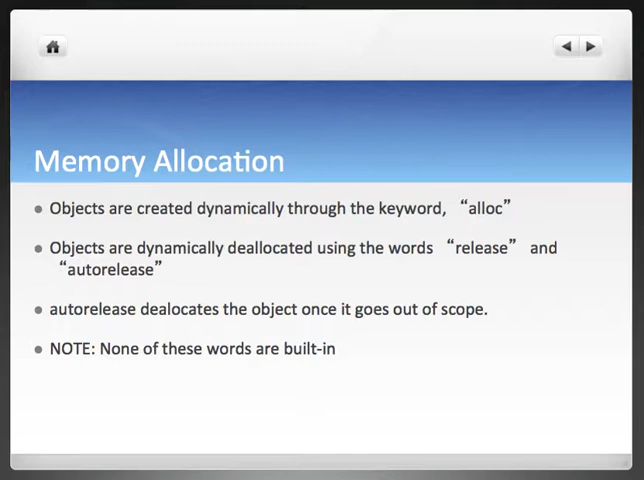 Memory Allocation
Objects are created dynamically through the keyword, “alloc”
Objects are dynamically deallocated using the words “release” and
“autorelease”
autorelease dealocates the object once it goes out of scope.
NOTE: None of these words are built-in